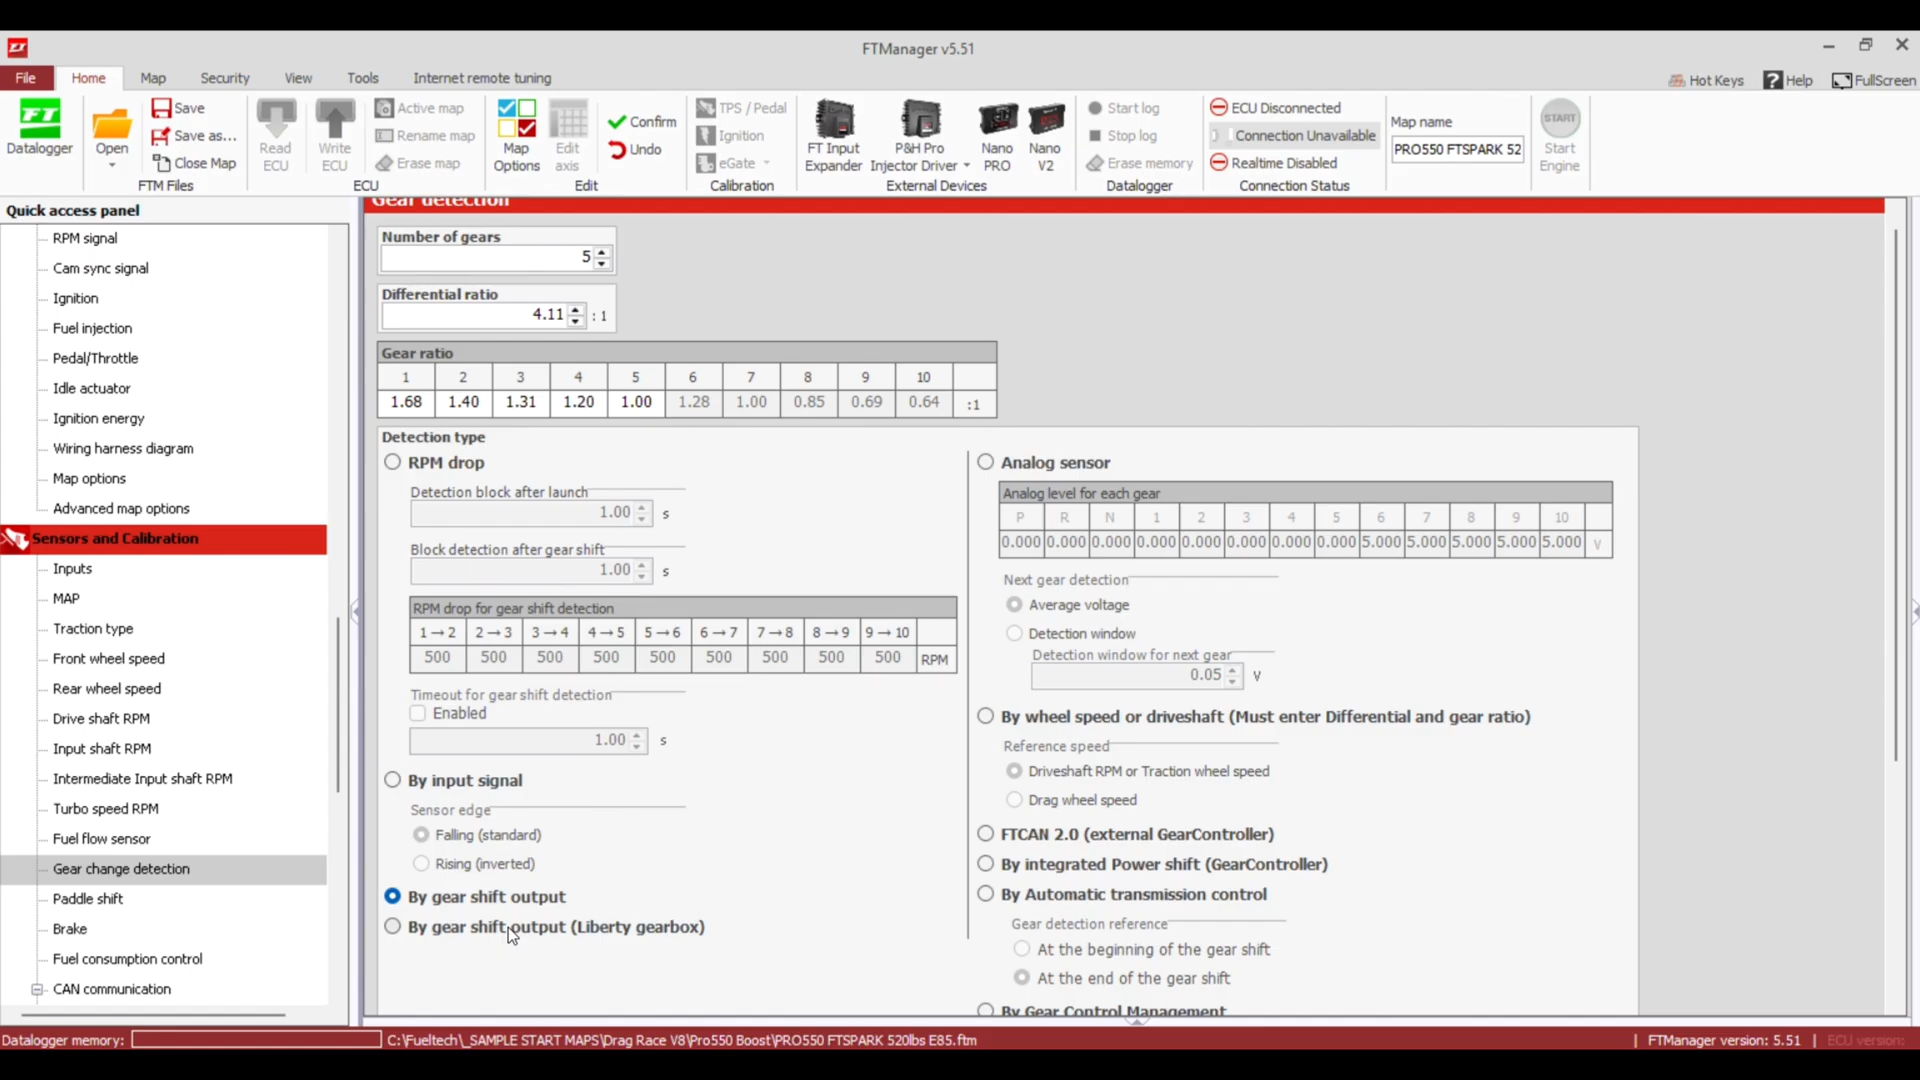 FTManager v5.51
File Home Map Security View Tools Internet remote tuning
Hot Keys ? Help FullScreen
FT Datalogger
Open
Save
Save as...
Close Map
FTM Files
Read ECU
Write ECU
Active map
Rename map
Erase map
ECU
Map Options
Edit axis
Confirm
Undo
Edit
TPS / Pedal
Ignition
eGate
Calibration
FT Input Expander
P&H Pro Injector Driver
Nano PRO
Nano V2
External Devices
Start log
Stop log
Erase memory
Datalogger
ECU Disconnected
Connection Unavailable
Realtime Disabled
Connection Status
Map name
PRO550 FTSPARK 52
START
Start Engine
Quick access panel
RPM signal
Cam sync signal
Ignition
Fuel injection
Pedal/Throttle
Idle actuator
Ignition energy
Wiring harness diagram
Map options
Advanced map options
Sensors and Calibration
Inputs
MAP
Traction type
Front wheel speed
Rear wheel speed
Drive shaft RPM
Input shaft RPM
Intermediate Input shaft RPM
Turbo speed RPM
Fuel flow sensor
Gear change detection
Paddle shift
Brake
Fuel consumption control
CAN communication
Gear detection
Number of gears
5
Differential ratio
4.11 : 1
Gear ratio
1 2 3 4 5 6 7 8 9 10
1.68 1.40 1.31 1.20 1.00 1.28 1.00 0.85 0.69 0.64 :1
Detection type
RPM drop
Detection block after launch
1.00 s
Block detection after gear shift
1.00 s
RPM drop for gear shift detection
1→2 2→3 3→4 4→5 5→6 6→7 7→8 8→9 9→10
500 500 500 500 500 500 500 500 500 RPM
Timeout for gear shift detection
Enabled
1.00 s
By input signal
Sensor edge
Falling (standard)
Rising (inverted)
By gear shift output
By gear shift output (Liberty gearbox)
Analog sensor
Analog level for each gear
P R N 1 2 3 4 5 6 7 8 9 10
0.000 0.000 0.000 0.000 0.000 0.000 0.000 0.000 5.000 5.000 5.000 5.000 5.000 V
Next gear detection
Average voltage
Detection window
Detection window for next gear
0.05 V
By wheel speed or driveshaft (Must enter Differential and gear ratio)
Reference speed
Driveshaft RPM or Traction wheel speed
Drag wheel speed
FTCAN 2.0 (external GearController)
By integrated Power shift (GearController)
By Automatic transmission control
Gear detection reference
At the beginning of the gear shift
At the end of the gear shift
By Gear Control Management
Datalogger memory:
C:\Fueltech\_SAMPLE START MAPS\Drag Race V8\Pro550 Boost\PRO550 FTSPARK 520lbs E85.ftm
FTManager version: 5.51 | ECU version: